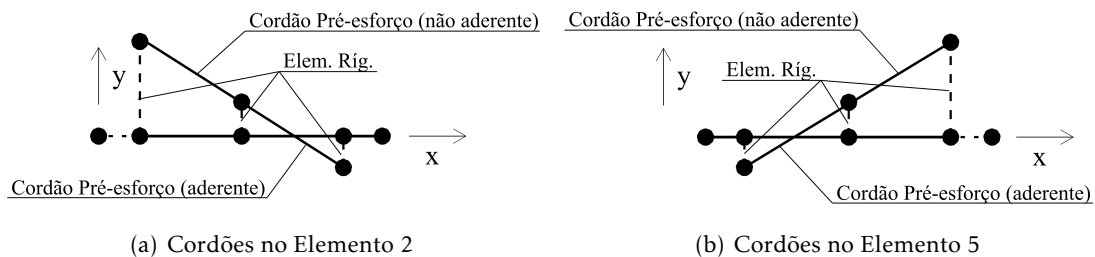 Cordão Pré-esforço (não aderente)
Elem. Ríg.
y
x
Cordão Pré-esforço (aderente)
(a) Cordões no Elemento 2
Cordão Pré-esforço (não aderente)
Elem. Ríg.
y
x
Cordão Pré-esforço (aderente)
(b) Cordões no Elemento 5